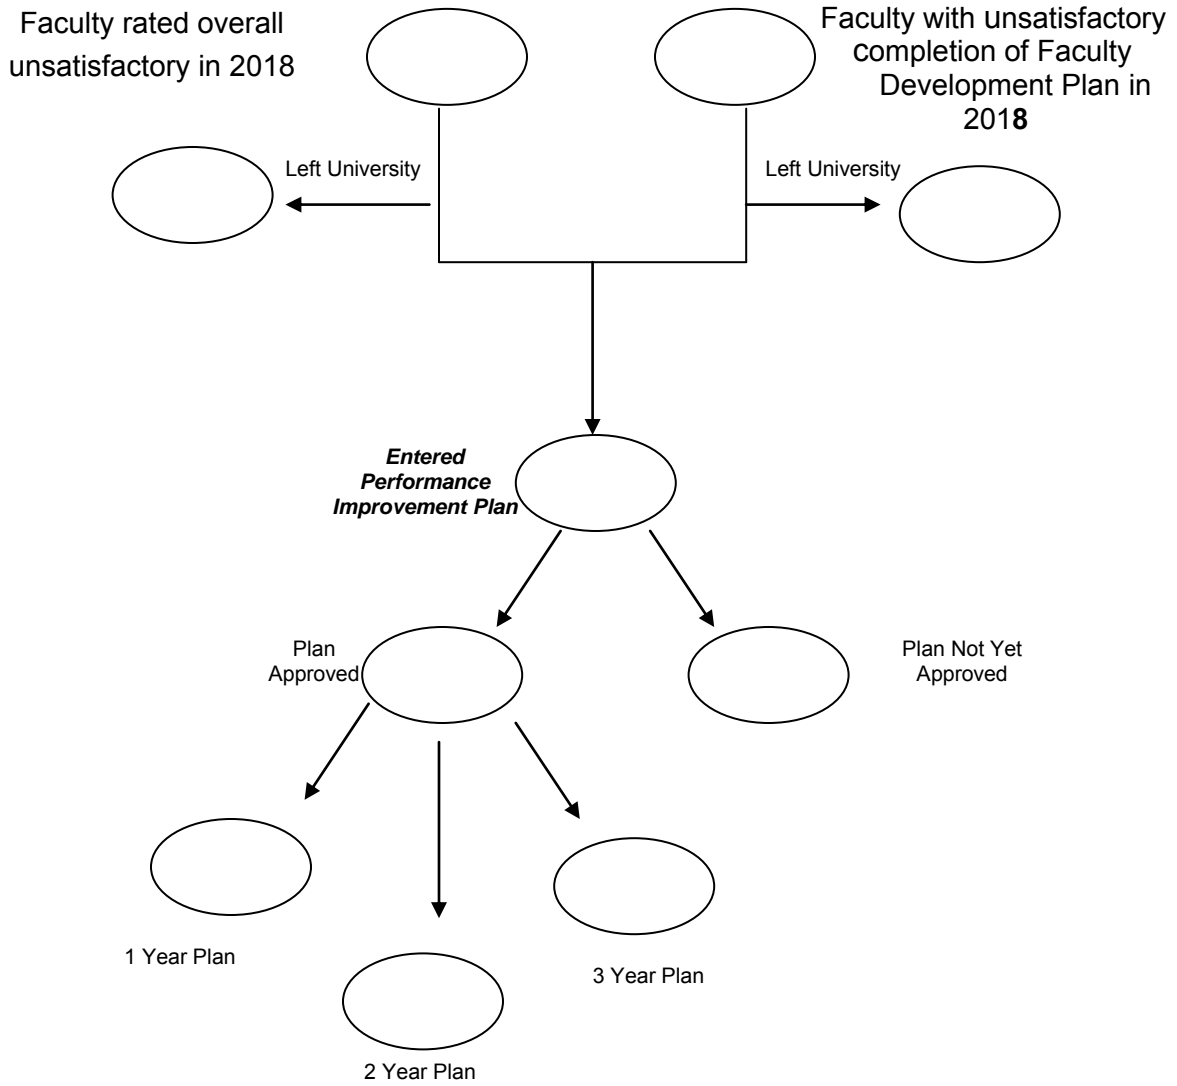 Faculty rated overall
unsatisfactory in 2018
Faculty with unsatisfactory
completion of Faculty
Development Plan in
2018
Left University
Left University
Entered
Performance
Improvement Plan
Plan
Approved
Plan Not Yet
Approved
1 Year Plan
3 Year Plan
2 Year Plan